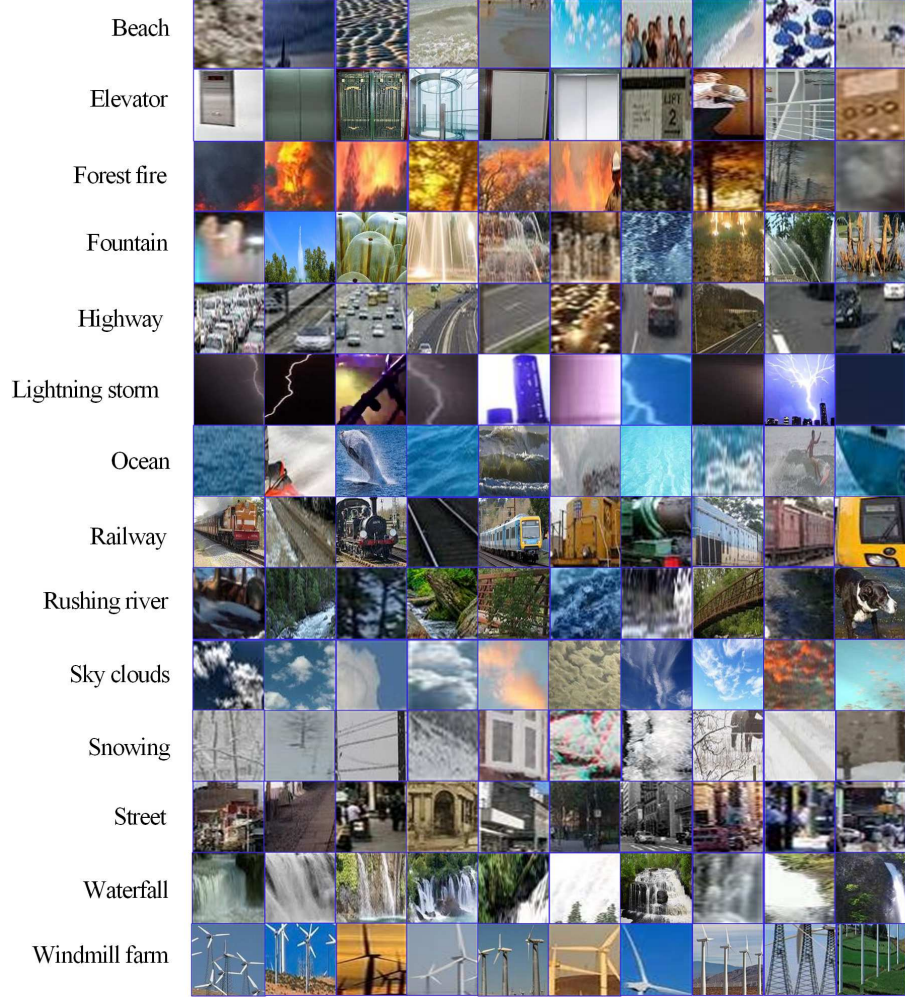 Beach
Elevator
LIFT
2
Forest fire
Fountain
Highway
Lightning storm
Ocean
Railway
Rushing river
Sky clouds
Snowing
Street
Waterfall
Windmill farm